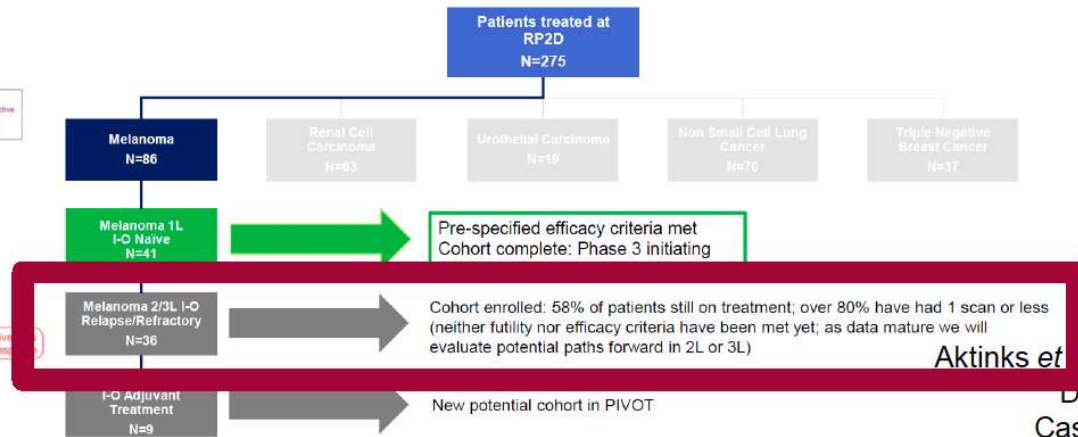 Patients treated at
RP2D
N=275
Melanoma
N=86
Renal Cell
Carcinoma
N=63
Urothelial Carcinoma
N=19
Non Small Cell Lung
Cancer
N=70
Triple Negative
Breast Cancer
N=37
Melanoma 1L
I-O Naïve
N=41
Pre-specified efficacy criteria met
Cohort complete: Phase 3 initiating
Melanoma 2/3L I-O
Relapse/Refractory
N=36
Cohort enrolled: 58% of patients still on treatment; over 80% have had 1 scan or less
(neither futility nor efficacy criteria have been met yet; as data mature we will
evaluate potential paths forward in 2L or 3L)
Aktinks et
I-O Adjuvant
Treatment
N=9
New potential cohort in PIVOT
Cas